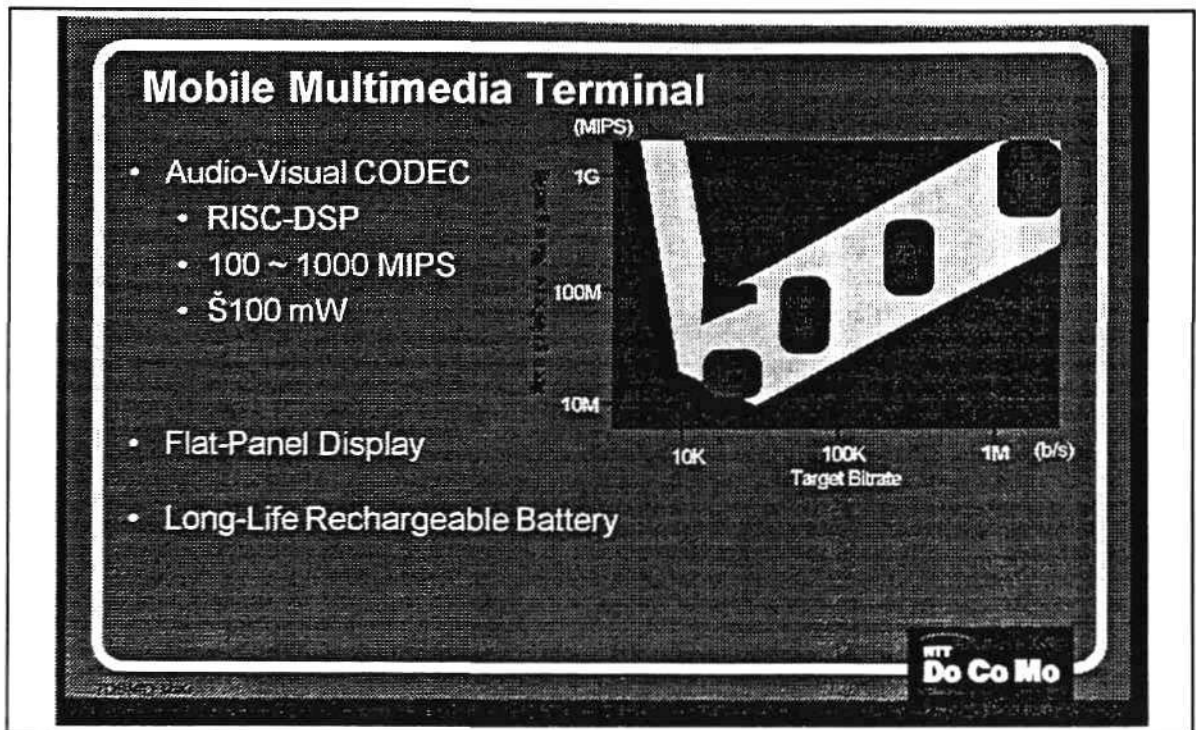 Mobile Multimedia Terminal
(MIPS)
• Audio-Visual CODEC
• RISC-DSP
• 100 ~ 1000 MIPS
• Š100 mW
• Flat-Panel Display
• Long-Life Rechargeable Battery
1G
100M
10M
10K
100K
1M
(b/s)
Target Bitrate
NTT
Do Co Mo